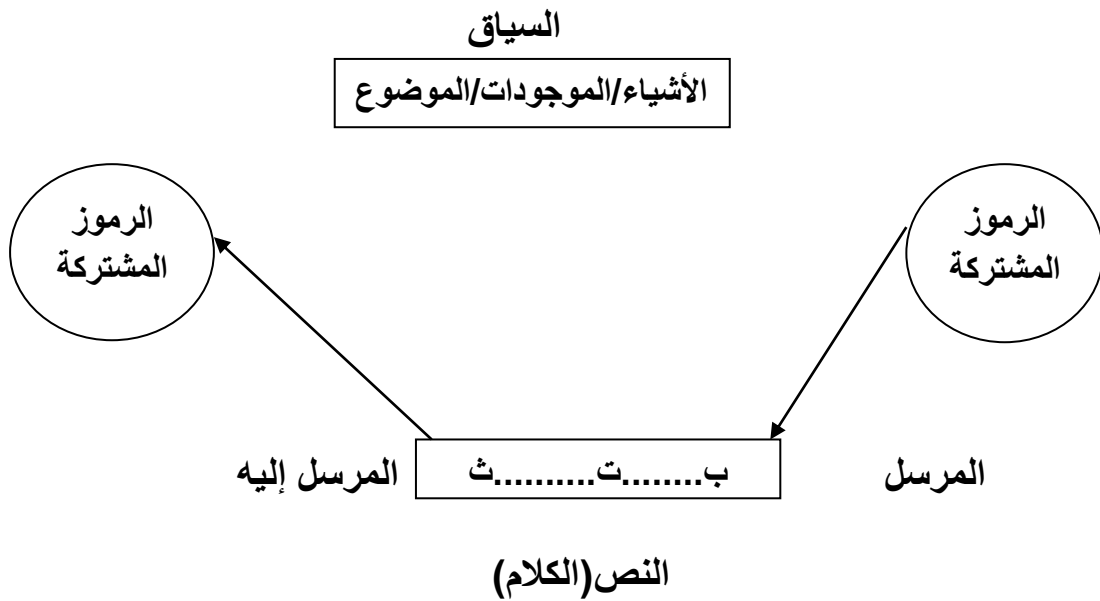 السياق
الأشياء/الموجودات/الموضوع
الرموز
المشتركة
الرموز
المشتركة
المرسل
ب........ت..........ث
المرسل إليه
النص(الكلام)